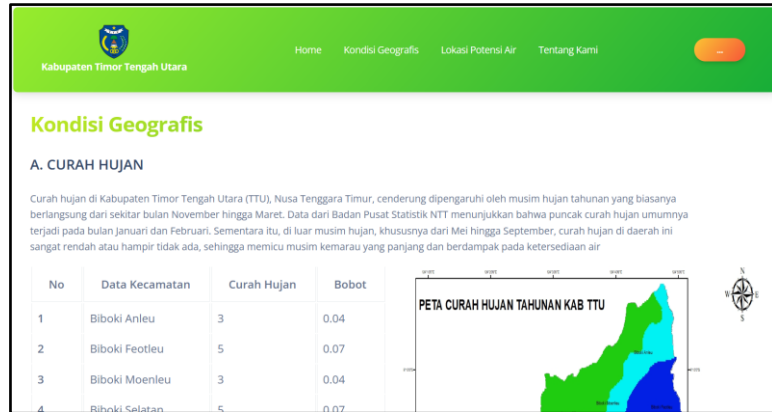 Kabupaten Timor Tengah Utara
Home Kondisi Geografis Lokasi Potensi Air Tentang Kami
...
Kondisi Geografis
A. CURAH HUJAN
Curah hujan di Kabupaten Timor Tengah Utara (TTU), Nusa Tenggara Timur, cenderung dipengaruhi oleh musim hujan tahunan yang biasanya
berlangsung dari sekitar bulan November hingga Maret. Data dari Badan Pusat Statistik NTT menunjukkan bahwa puncak curah hujan umumnya
terjadi pada bulan Januari dan Februari. Sementara itu, di luar musim hujan, khususnya dari Mei hingga September, curah hujan di daerah ini
sangat rendah atau hampir tidak ada, sehingga memicu musim kemarau yang panjang dan berdampak pada ketersediaan air
No Data Kecamatan Curah Hujan Bobot
1 Biboki Anleu 3 0.04
2 Biboki Feotleu 5 0.07
3 Biboki Moenleu 3 0.04
4 Biboki Selatan 5 0.07
PETA CURAH HUJAN TAHUNAN KAB TTU
N
W E
S